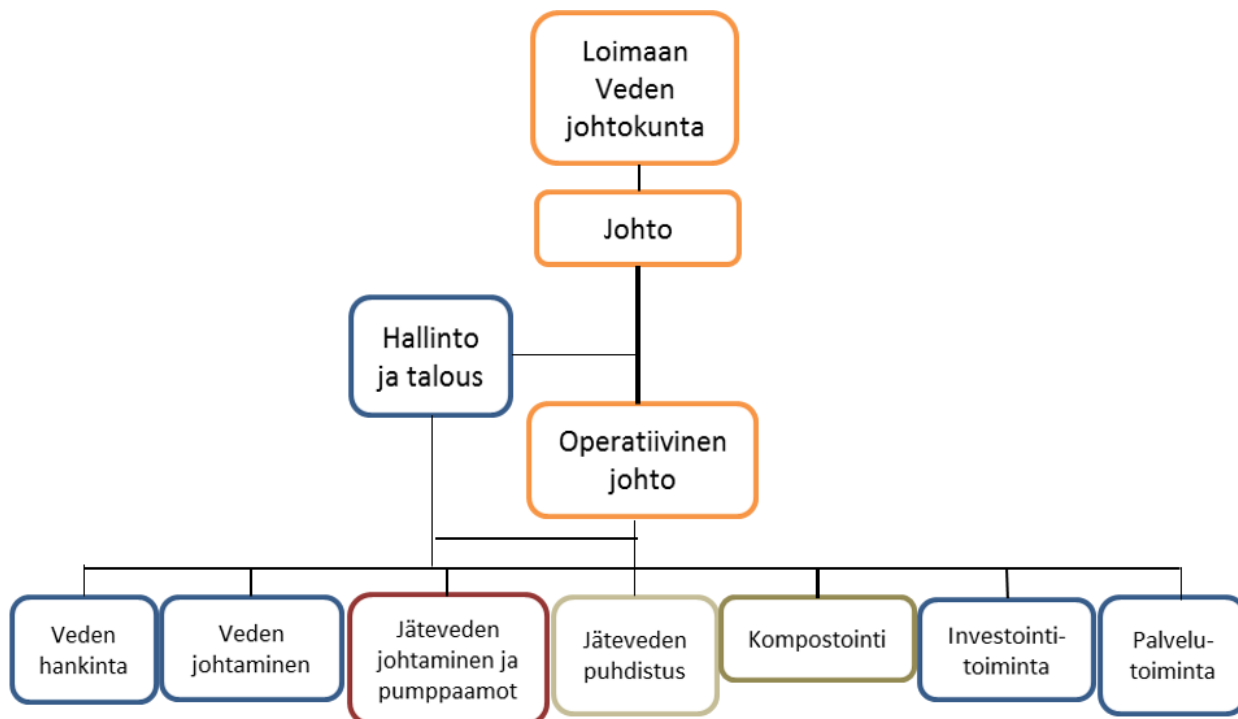 Loimaan
Veden
johtokunta
Johto
Hallinto
ja talous
Operatiivinen
johto
Veden
hankinta
Veden
johtaminen
Jäteveden
johtaminen ja
pumppaamot
Jäteveden
puhdistus
Kompostointi
Investointi-
toiminta
Palvelu-
toiminta